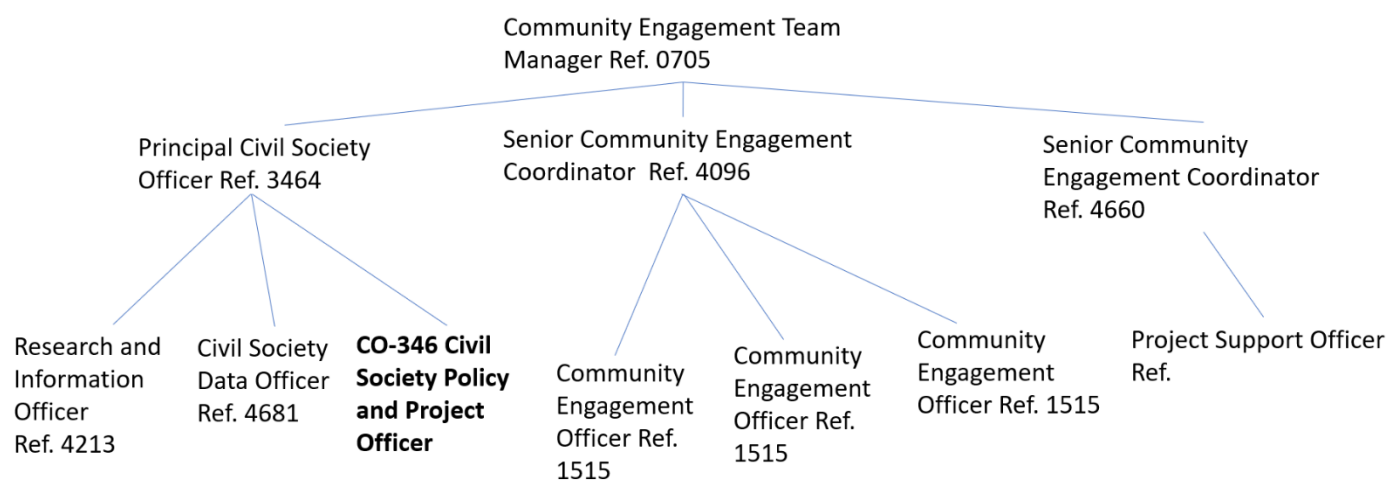 Community Engagement Team
Manager Ref. 0705
Principal Civil Society
Officer Ref. 3464
Senior Community Engagement
Coordinator  Ref. 4096
Senior Community
Engagement Coordinator
Ref. 4660
Research and
Information
Officer
Ref. 4213
Civil Society
Data Officer
Ref. 4681
CO-346 Civil
Society Policy
and Project
Officer
Community
Engagement
Officer Ref.
1515
Community
Engagement
Officer Ref.
1515
Community
Engagement
Officer Ref. 1515
Project Support Officer
Ref.